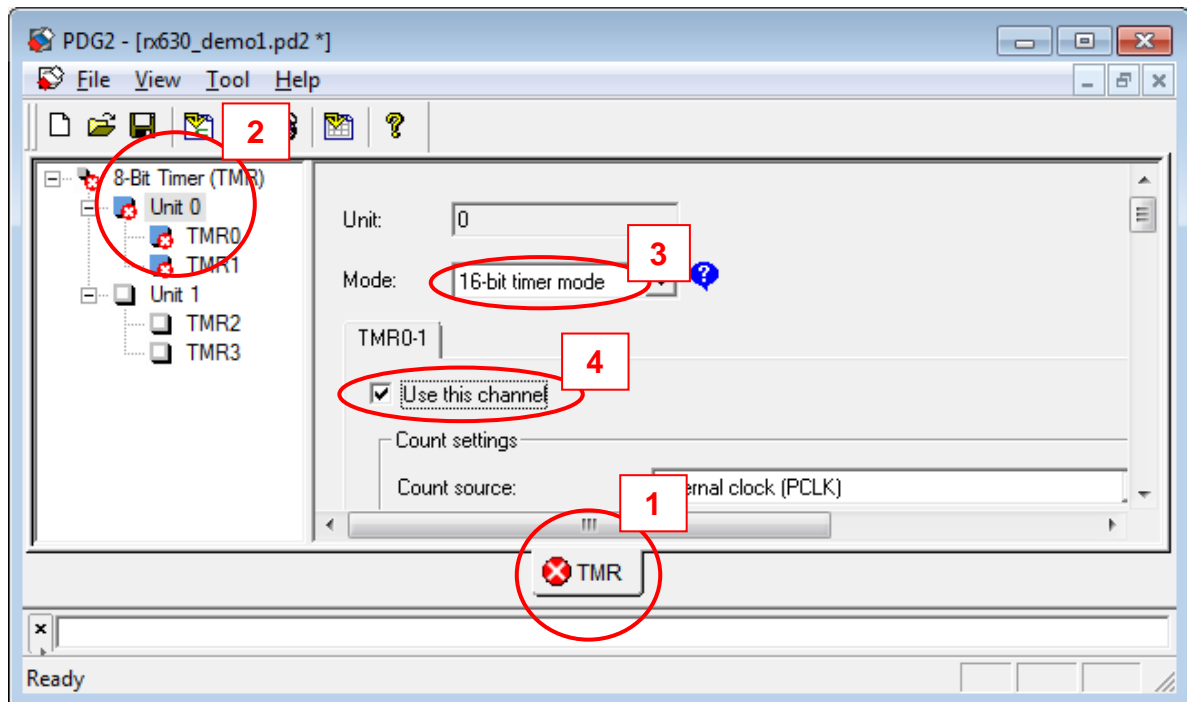 PDG2 - [rx630_demo1.pd2 *]
File View Tool Help
2
8-Bit Timer (TMR)
Unit 0
TMR0
TMR1
Unit 1
TMR2
TMR3
Unit: 0
3
Mode: 16-bit timer mode
TMR0-1
4
Use this channel
Count settings
Count source: clock (PCLK)
1
TMR
Ready